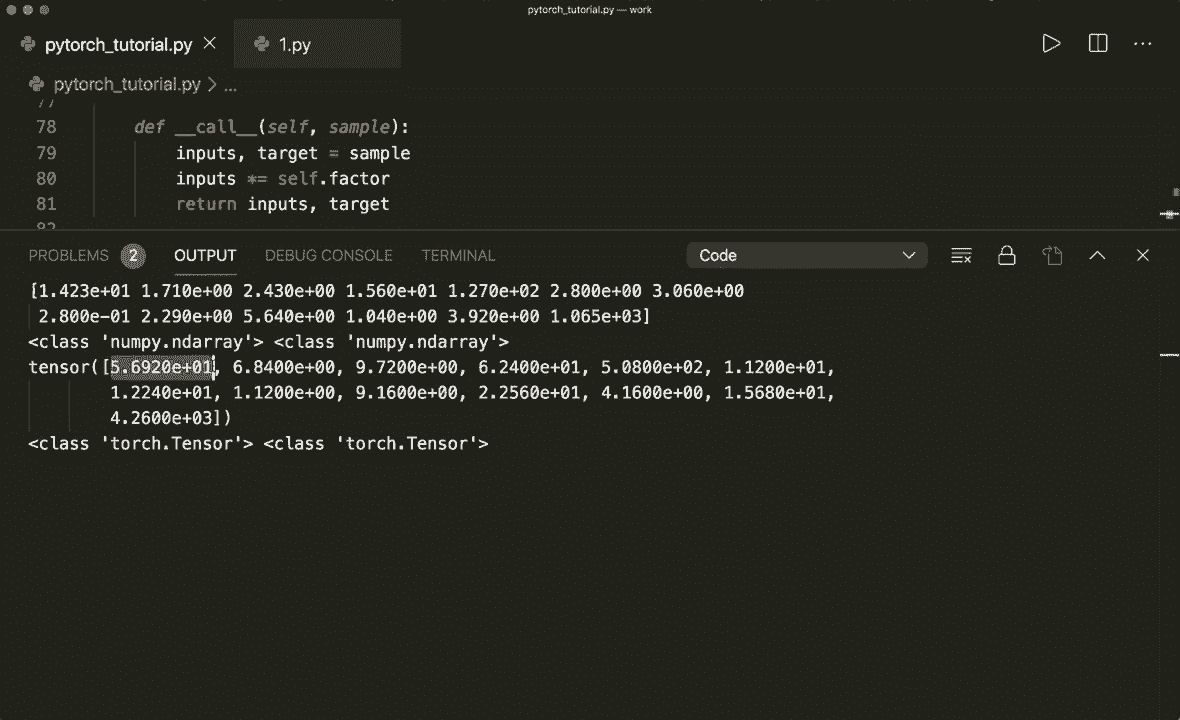 pytorch_tutorial.py — work
pytorch_tutorial.py 1.py
pytorch_tutorial.py > ...
77
78 def __call__(self, sample):
79 inputs, target = sample
80 inputs *= self.factor
81 return inputs, target
82
PROBLEMS 2 OUTPUT DEBUG CONSOLE TERMINAL Code
[1.423e+01 1.710e+00 2.430e+00 1.560e+01 1.270e+02 2.800e+00 3.060e+00
2.800e-01 2.290e+00 5.640e+00 1.040e+00 3.920e+00 1.065e+03]
<class 'numpy.ndarray'> <class 'numpy.ndarray'>
tensor([5.6920e+01, 6.8400e+00, 9.7200e+00, 6.2400e+01, 5.0800e+02, 1.1200e+01,
1.2240e+01, 1.1200e+00, 9.1600e+00, 2.2560e+01, 4.1600e+00, 1.5680e+01,
4.2600e+03])
<class 'torch.Tensor'> <class 'torch.Tensor'>